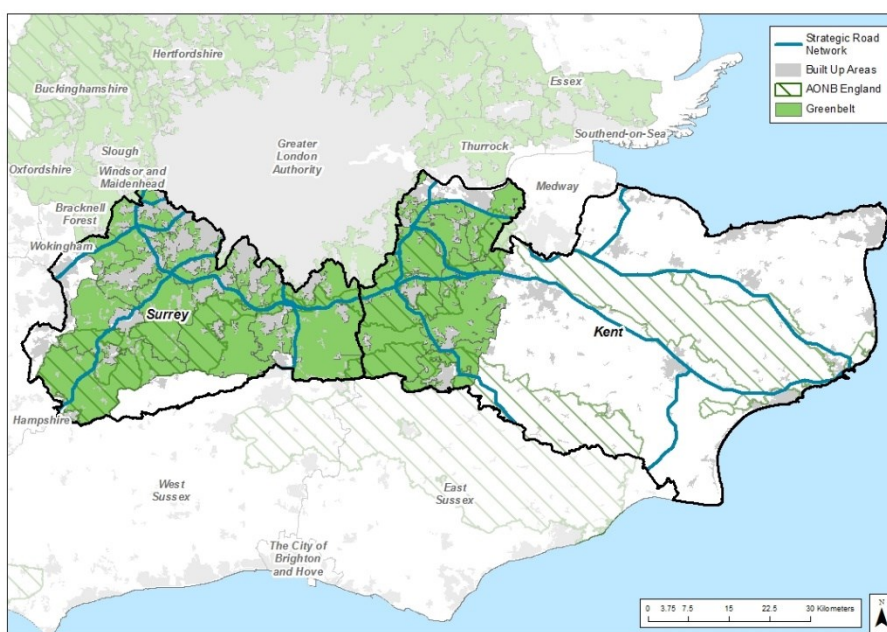 Hertfordshire
Buckinghamshire
Essex
Slough
Greater
London
Authority
Southend-on-Sea
Thurrock
Oxfordshire
Windsor and
Maidenhead
Medway
Bracknell
Forest
Wokingham
Surrey
Kent
Hampshire
West
Sussex
East
Sussex
The City of
Brighton
and Hove
Strategic Road
Network
Built Up Areas
AONB England
Greenbelt
0 3.75 7.5 15 22.5 30 Kilometers
N